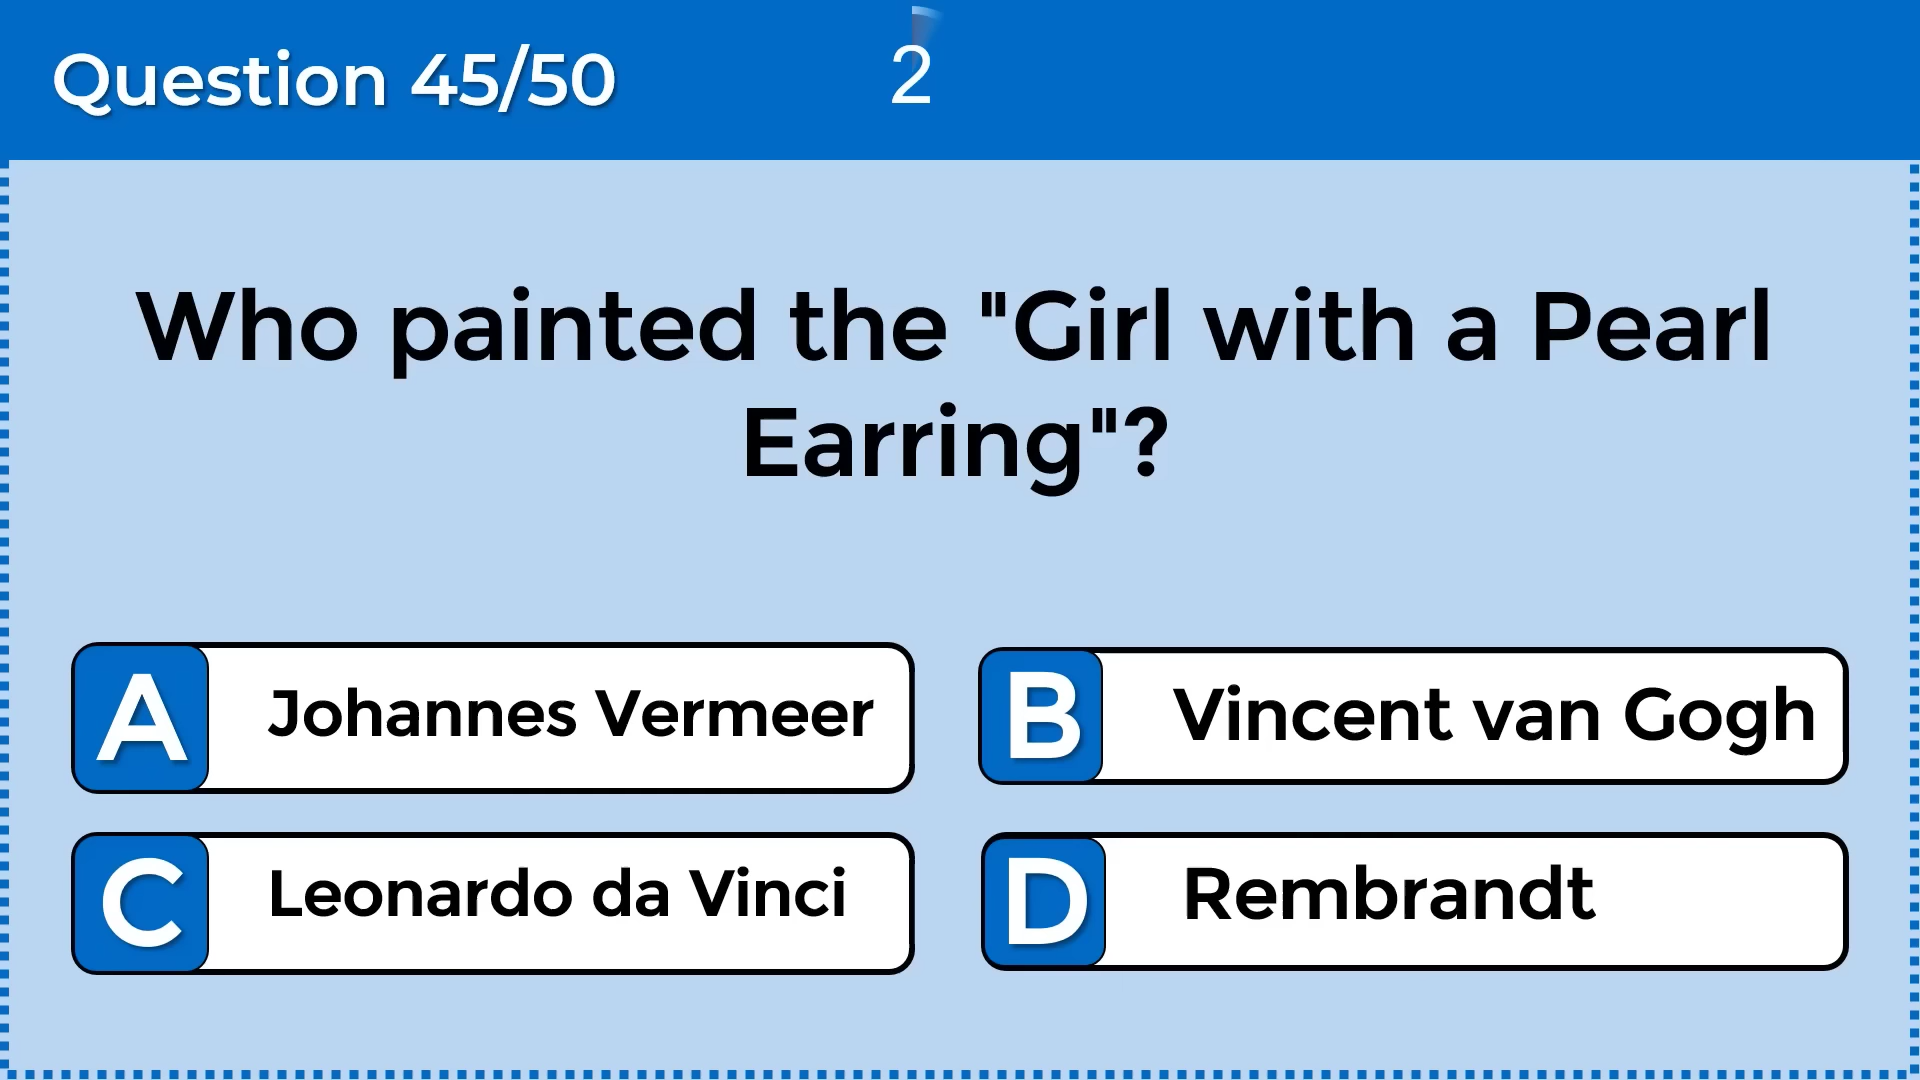 Question 45/50
2
Who painted the "Girl with a Pearl
Earring"?
A Johannes Vermeer
B Vincent van Gogh
C Leonardo da Vinci
D Rembrandt